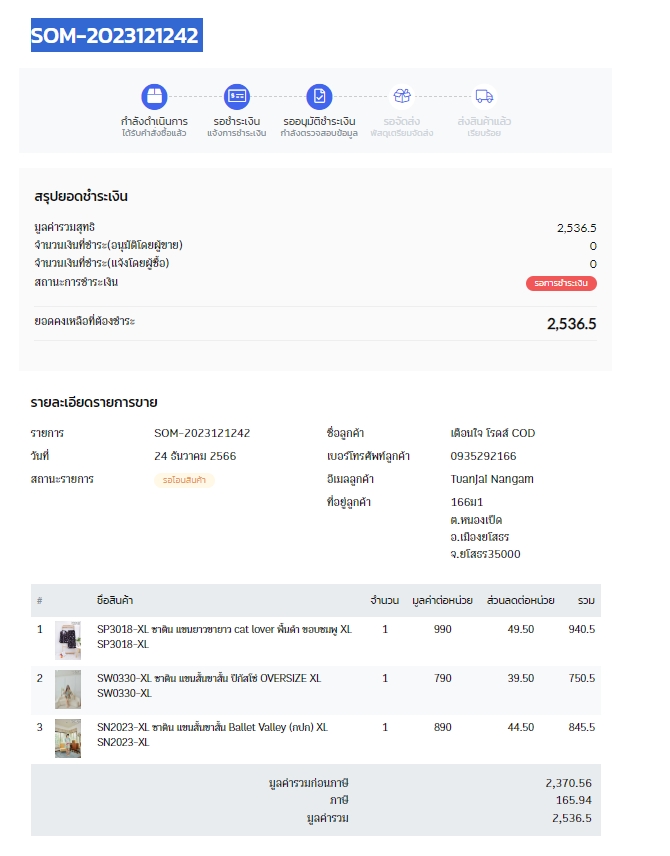 SOM-2023121242
กำลังดำเนินการ
ได้รับคำสั่งซื้อแล้ว
รอชำระเงิน
แจ้งการชำระเงิน
รออนุมัติชำระเงิน
กำลังตรวจสอบข้อมูล
รอจัดส่ง
พัสดุเตรียมจัดส่ง
ส่งสินค้าแล้ว
เรียบร้อย
สรุปยอดชำระเงิน
มูลค่ารวมสุทธิ 2,536.5
จำนวนเงินที่ชำระ(อนุมัติโดยผู้ขาย) 0
จำนวนเงินที่ชำระ(แจ้งโดยผู้ซื้อ) 0
สถานะการชำระเงิน รอการชำระเงิน
ยอดคงเหลือที่ต้องชำระ 2,536.5
รายละเอียดรายการขาย
รายการ SOM-2023121242
วันที่ 24 ธันวาคม 2566
สถานะรายการ รอโอนสินค้า
ชื่อลูกค้า เตือนใจ โรดส์ COD
เบอร์โทรศัพท์ลูกค้า 0935292166
อีเมลลูกค้า Tuanjai Nangam
ที่อยู่ลูกค้า 166ม1
ต.หนองเป็ด
อ.เมืองยโสธร
จ.ยโสธร35000
# ชื่อสินค้า จำนวน มูลค่าต่อหน่วย ส่วนลดต่อหน่วย รวม
1 SP3018-XL ซาติน แขนยาวขายาว cat lover พื้นดำ ขอบชมพู XL 1 990 49.50 940.5
SP3018-XL
2 SW0330-XL ซาติน แขนสั้นขาสั้น ปีกัสโซ่ OVERSIZE XL 1 790 39.50 750.5
SW0330-XL
3 SN2023-XL ซาติน แขนสั้นขาสั้น Ballet Valley (กปก) XL 1 890 44.50 845.5
SN2023-XL
มูลค่ารวมก่อนภาษี 2,370.56
ภาษี 165.94
มูลค่ารวม 2,536.5